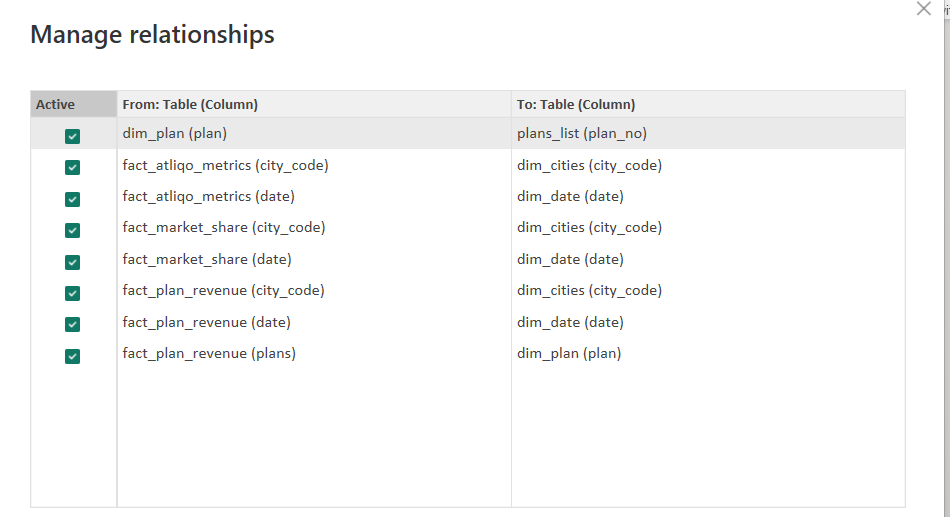 Manage relationships
Active From: Table (Column) To: Table (Column)
dim_plan (plan) plans_list (plan_no)
fact_atliqo_metrics (city_code) dim_cities (city_code)
fact_atliqo_metrics (date) dim_date (date)
fact_market_share (city_code) dim_cities (city_code)
fact_market_share (date) dim_date (date)
fact_plan_revenue (city_code) dim_cities (city_code)
fact_plan_revenue (date) dim_date (date)
fact_plan_revenue (plans) dim_plan (plan)